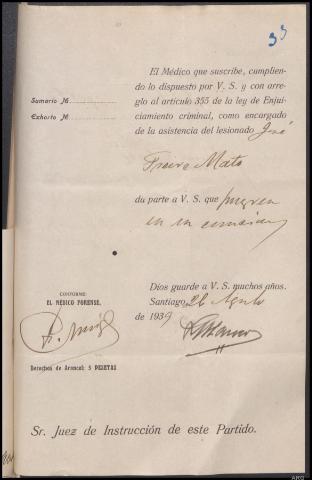 33
El Médico que suscribe, cumplien-
do lo dispuesto por V. S. y con arre-
glo al artículo 355 de la ley de Enjui-
ciamiento criminal, como encargado
de la asistencia del lesionado José
Freire Mato
da parte a V. S. que
en su
Sumario N.
Exhorto N.
Dios guarde a V. S. muchos años.
Santiago 26 Agosto
de 1939
CONFORME:
EL MÉDICO FORENSE,
Derechos de Arancel: 5 PESETAS
Sr. Juez de Instrucción de este Partido.